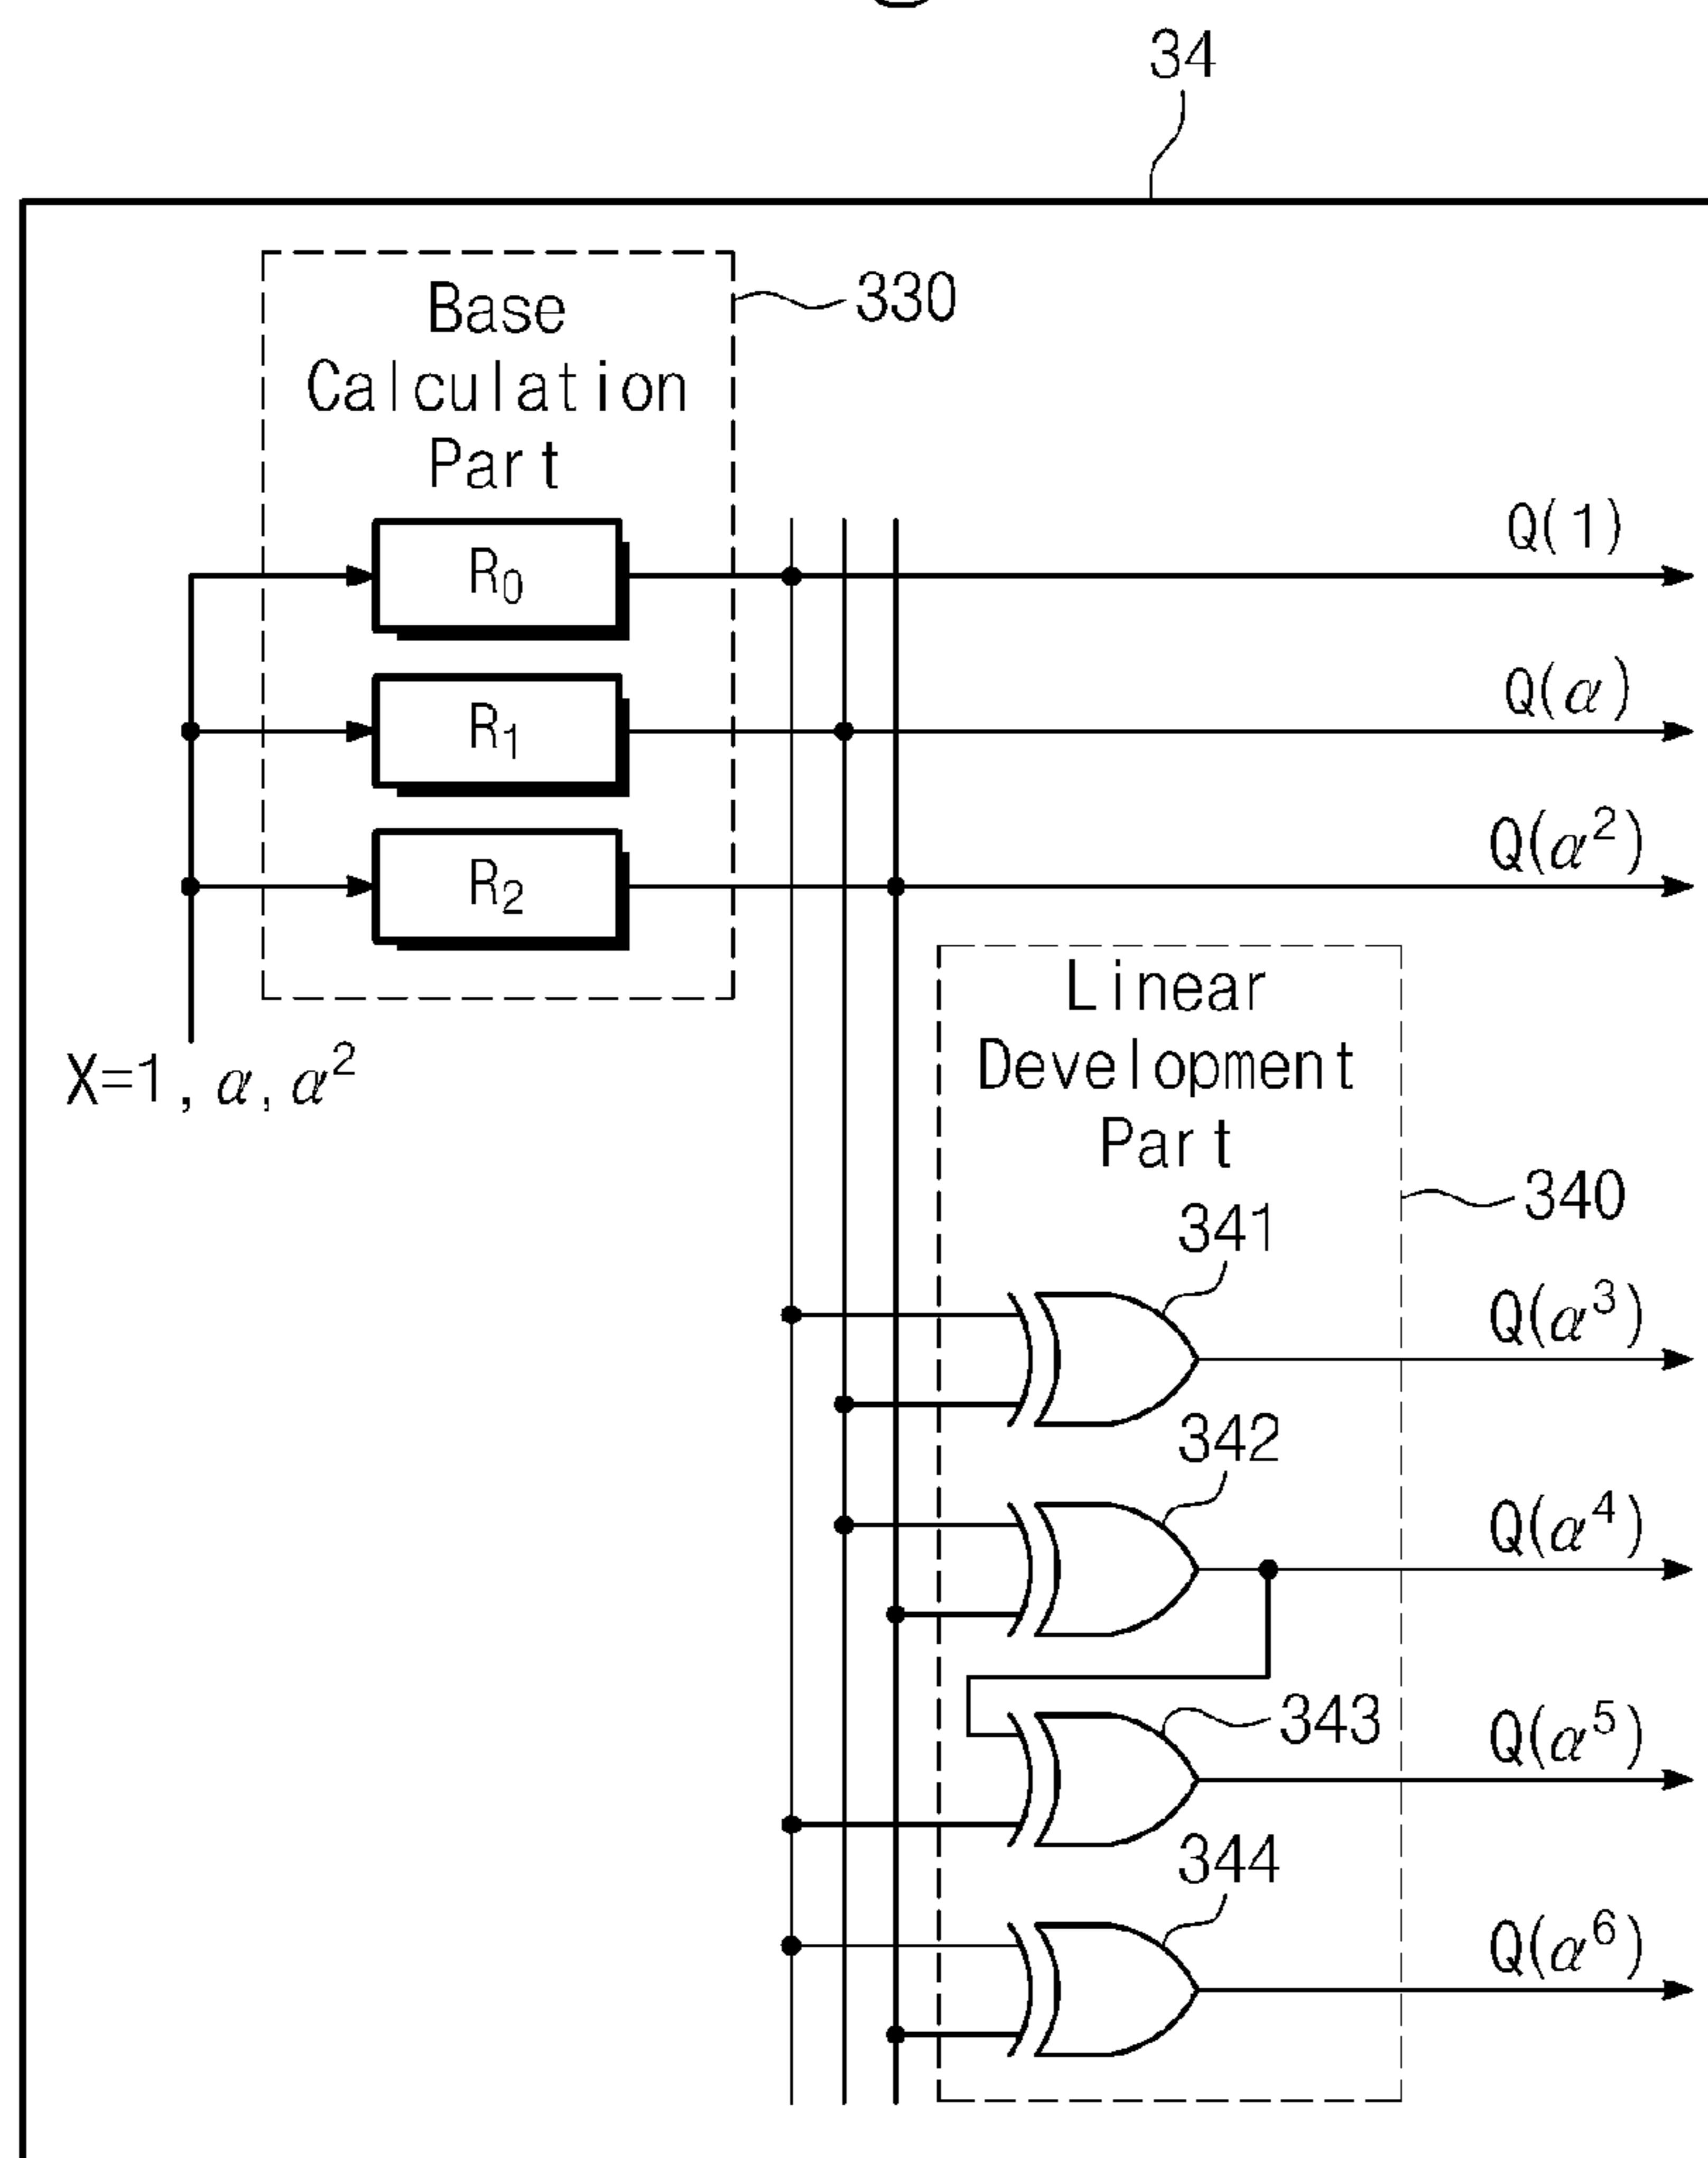 34
Base
Calculation
Part
330
R₀
Q(1)
R₁
Q(α)
R₂
Q(α²)
X=1, α, α²
Linear
Development
Part
340
341
Q(α³)
342
Q(α⁴)
343
Q(α⁵)
344
Q(α⁶)